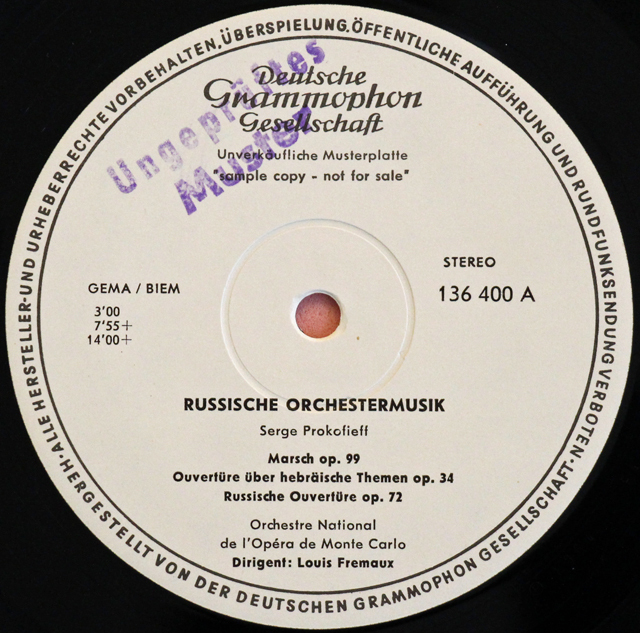 ALLE HERSTELLER-UND URHEBERRECHTE VORBEHALTEN. ÜBERSPIELUNG. ÖFFENTLICHE AUFFÜHRUNG UND RUNDFUNKSENDUNG VERBOTEN.
HERGESTELLT VON DER DEUTSCHEN GRAMMOPHON GESELLSCHAFT.
Deutsche
Grammophon
Gesellschaft
Ungeprüftes
Muster
Unverkäufliche Musterplatte
"sample copy - not for sale"
STEREO
136 400 A
GEMA / BIEM
3'00
7'55+
14'00+
RUSSISCHE ORCHESTERMUSIK
Serge Prokofieff
Marsch op. 99
Ouvertüre über hebräische Themen op. 34
Russische Ouvertüre op. 72
Orchestre National
de l'Opéra de Monte Carlo
Dirigent: Louis Fremaux